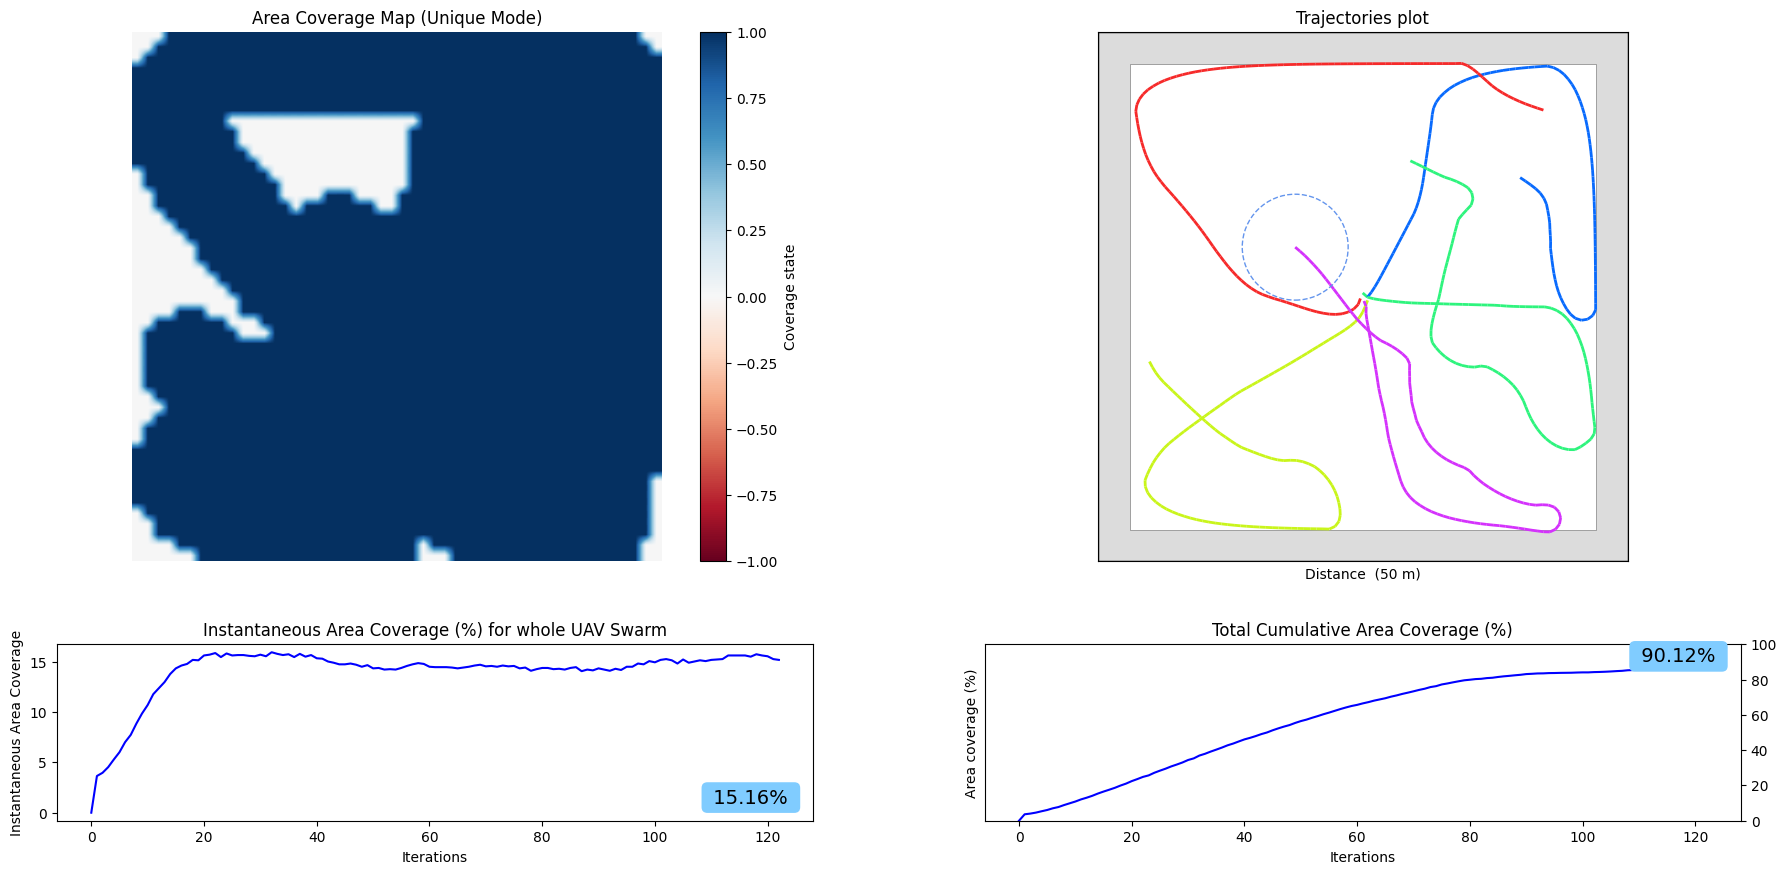 Area Coverage Map (Unique Mode)
1.00
0.75
0.50
0.25
0.00
−0.25
−0.50
−0.75
−1.00
Coverage state
Trajectories plot
Distance  (50 m)
Instantaneous Area Coverage (%) for whole UAV Swarm
Instantaneous Area Coverage
15
10
5
0
15.16%
0 20 40 60 80 100 120
Iterations
Total Cumulative Area Coverage (%)
Area coverage (%)
90.12%
100
80
60
40
20
0
0 20 40 60 80 100 120
Iterations